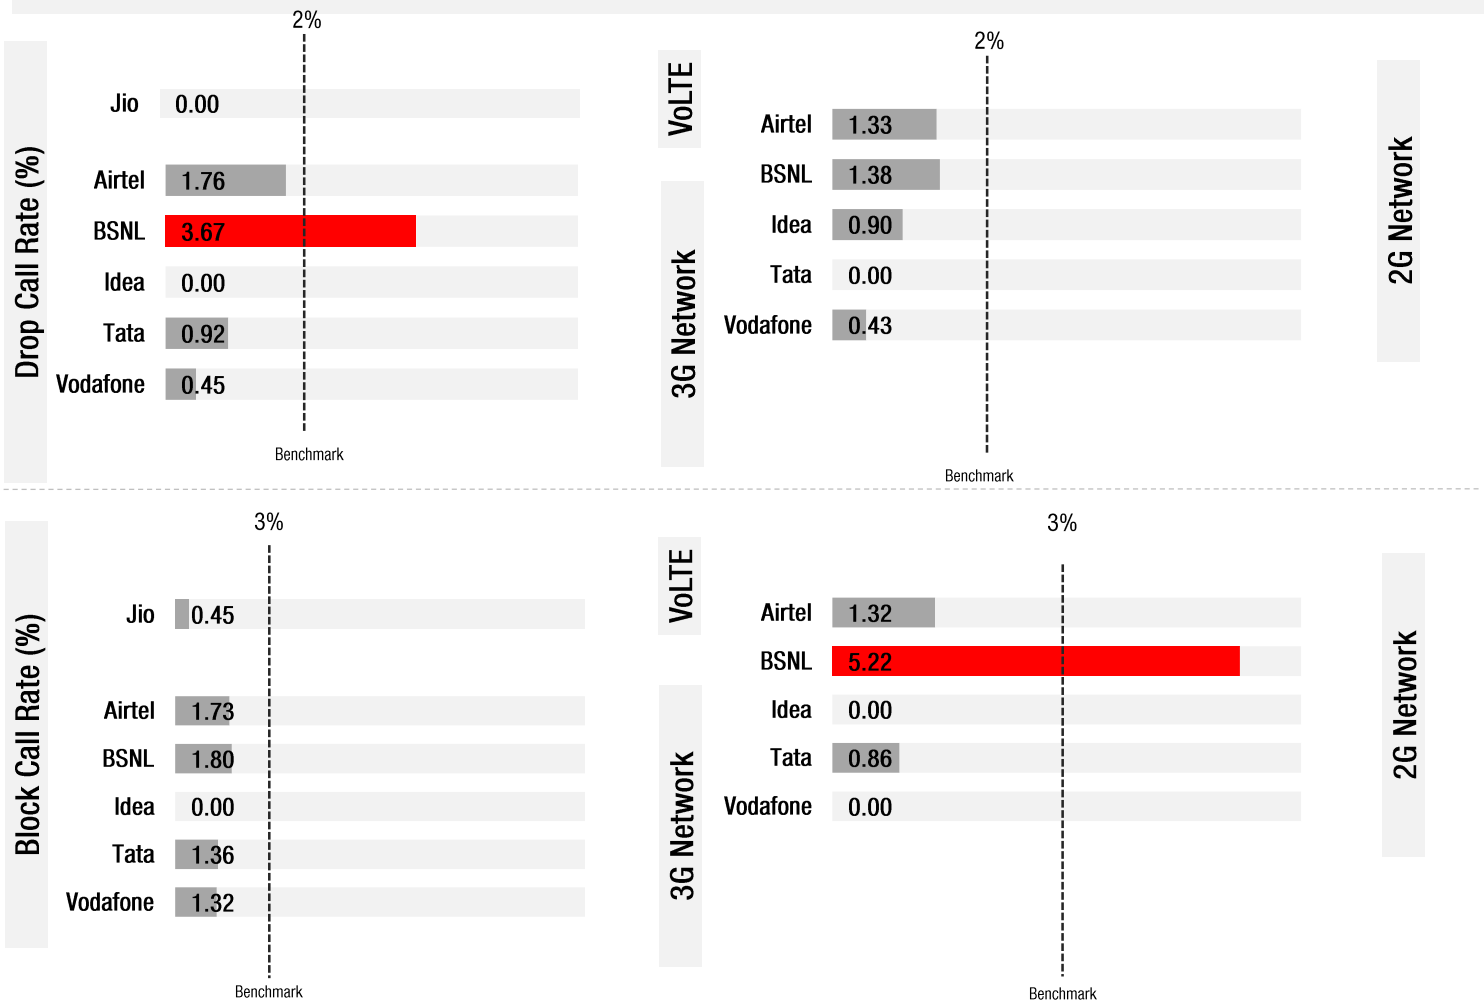 Drop Call Rate (%)
2%
Jio 0.00
Airtel 1.76
BSNL 3.67
Idea 0.00
Tata 0.92
Vodafone 0.45
Benchmark
VoLTE
3G Network
2%
Airtel 1.33
BSNL 1.38
Idea 0.90
Tata 0.00
Vodafone 0.43
Benchmark
2G Network
Block Call Rate (%)
3%
Jio 0.45
Airtel 1.73
BSNL 1.80
Idea 0.00
Tata 1.36
Vodafone 1.32
Benchmark
VoLTE
3G Network
3%
Airtel 1.32
BSNL 5.22
Idea 0.00
Tata 0.86
Vodafone 0.00
Benchmark
2G Network